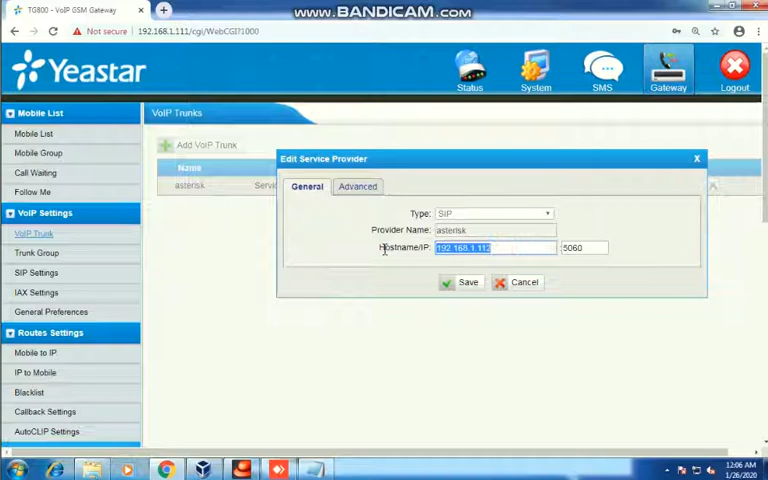 www.BANDICAM.com
TG800 - VoIP GSM Gateway
Not secure
192.168.1.111/cgi/WebCGI?1000
Yeastar
Status
System
SMS
Gateway
Logout
Mobile List
Mobile List
Mobile Group
Call Waiting
Follow Me
VoIP Settings
VoIP Trunk
Trunk Group
SIP Settings
IAX Settings
General Preferences
Routes Settings
Mobile to IP
IP to Mobile
Blacklist
Callback Settings
AutoCLIP Settings
VoIP Trunks
Add VoIP Trunk
Name
asterisk Servi
Edit Service Provider X
General Advanced
Type: SIP
Provider Name: asterisk
Hostname/IP: 192.168.1.112 : 5060
Save Cancel
12:06 AM
1/26/2020